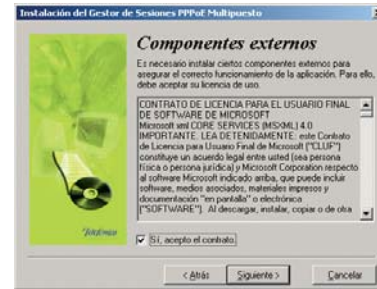 Instalación del Gestor de Sesiones PPPoE Multipuesto
Componentes externos
Es necesario instalar ciertos componentes externos para
asegurar el correcto funcionamiento de la aplicación. Para ello,
debe aceptar su licencia de uso.
CONTRATO DE LICENCIA PARA EL USUARIO FINAL
DE SOFTWARE DE MICROSOFT
Microsoft xml CORE SERVICES (MSXML) 4.0
IMPORTANTE. LEA DETENIDAMENTE: este Contrato
de Licencia para Usuario Final de Microsoft ("CLUF")
constituye un acuerdo legal entre usted (sea persona
física o persona jurídica) y Microsoft Corporation respecto
al software Microsoft indicado arriba, que puede incluir
software, medios asociados, materiales impresos y
documentación "en pantalla" o electrónica
("SOFTWARE"). Al descargar, instalar, copiar o de otra
Telefónica
Sí, acepto el contrato.
< Atrás
Siguiente >
Cancelar